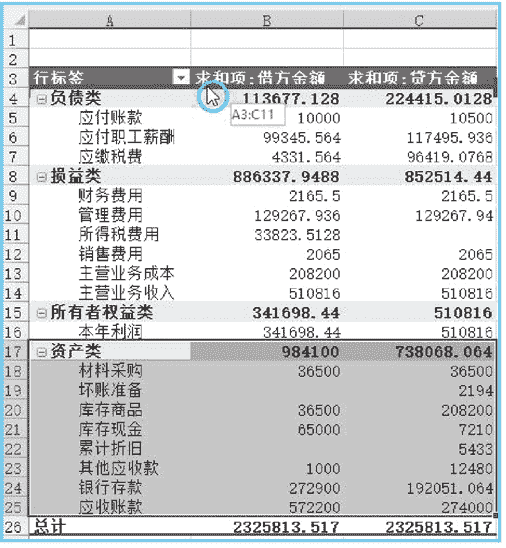 A B C
1
2
3 行标签 求和项:借方金额 求和项:贷方金额
4 负债类 113677.128 224415.0128
5 应付账款 10000 10500
A3:C11
6 应付职工薪酬 99345.564 117495.936
7 应缴税费 4331.564 96419.0768
8 损益类 886337.9488 852514.44
9 财务费用 2165.5 2165.5
10 管理费用 129267.936 129267.94
11 所得税费用 33823.5128
12 销售费用 2065 2065
13 主营业务成本 208200 208200
14 主营业务收入 510816 510816
15 所有者权益类 341698.44 510816
16 本年利润 341698.44 510816
17 资产类 984100 738068.064
18 材料采购 36500 36500
19 坏账准备 2194
20 库存商品 36500 208200
21 库存现金 65000 7210
22 累计折旧 5433
23 其他应收款 1000 12480
24 银行存款 272900 192051.064
25 应收账款 572200 274000
26 总计 2325813.517 2325813.517